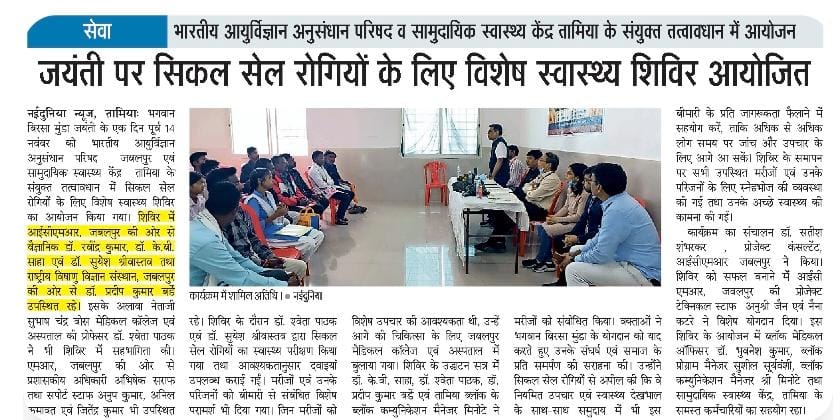 सेवा
भारतीय आयुर्विज्ञान अनुसंधान परिषद व सामुदायिक स्वास्थ्य केंद्र तामिया के संयुक्त तत्वावधान में आयोजन
जयंती पर सिकल सेल रोगियों के लिए विशेष स्वास्थ्य शिविर आयोजित
नईदुनिया न्यूज, तामियाः भगवान
बिरसा मुंडा जयंती के एक दिन पूर्व 14
नवंबर को भारतीय आयुर्विज्ञान
अनुसंधान परिषद जबलपुर एवं
सामुदायिक स्वास्थ्य केंद्र तामिया के
संयुक्त तत्वावधान में सिकल सेल
रोगियों के लिए विशेष स्वास्थ्य शिविर
का आयोजन किया गया। शिविर में
आईसीएमआर, जबलपुर की ओर से
वैज्ञानिक डॉ. रवींद्र कुमार, डॉ. के.बी.
साहा एवं डॉ. सुयेश श्रीवास्तव तथा
राष्ट्रीय विषाणु विज्ञान संस्थान, जबलपुर
की ओर से डॉ. प्रदीप कुमार बर्डे
उपस्थित रहे। इसके अलावा नेताजी
सुभाष चंद्र बोस मेडिकल कॉलेज एवं
अस्पताल की प्रोफेसर डॉ. श्वेता पाठक
ने भी शिविर में सहभागिता की।
एमआर, जबलपुर की ओर से
प्रशासकीय अधिकारी अभिषेक सराफ
तथा सपोर्ट स्टाफ अनुप कुमार, अनिल
कुमावत एवं जितेंद्र कुमार भी उपस्थित
कार्यक्रम में शामिल अतिथि। ● नईदुनिया
रहे। शिविर के दौरान डॉ. श्वेता पाठक
एवं डॉ. सुयेश श्रीवास्तव द्वारा सिकल
सेल रोगियों का स्वास्थ्य परीक्षण किया
गया तथा आवश्यकतानुसार दवाइयाँ
उपलब्ध कराई गईं। मरीजों एवं उनके
परिजनों को बीमारी से संबंधित विशेष
परामर्श भी दिया गया। जिन मरीजों को
विशेष उपचार की आवश्यकता थी, उन्हें
आगे की चिकित्सा के लिए जबलपुर
मेडिकल कॉलेज एवं अस्पताल में
बुलाया गया। शिविर के उद्घाटन सत्र में
डॉ. के.बी. साहा, डॉ. श्वेता पाठक, डॉ.
प्रदीप कुमार बर्डे एवं तामिया ब्लॉक के
ब्लॉक कम्युनिकेशन मैनेजर मिनोटे ने
मरीजों को संबोधित किया। वक्ताओं ने
भगवान बिरसा मुंडा के योगदान को याद
करते हुए उनके संघर्ष एवं समाज के
प्रति समर्पण की सराहना की। उन्होंने
सिकल सेल रोगियों से अपील की कि वे
नियमित उपचार एवं स्वास्थ्य देखभाल
के साथ-साथ समुदाय में भी इस
बीमारी के प्रति जागरूकता फैलाने में
सहयोग करें, ताकि अधिक से अधिक
लोग समय पर जांच और उपचार के
लिए आगे आ सकें। शिविर के समापन
पर सभी उपस्थित मरीजों एवं उनके
परिजनों के लिए स्नेहभोज की व्यवस्था
की गई तथा उनके अच्छे स्वास्थ्य की
कामना की गई।
कार्यक्रम का संचालन डॉ. सतीश
शेषरकर , प्रोजेक्ट कंसल्टेंट,
आईसीएमआर जबलपुर ने किया।
शिविर को सफल बनाने में आईसी
एमआर, जबलपुर की प्रोजेक्ट
टेक्निकल स्टाफ अनुश्री जैन एवं नैना
कटरे ने विशेष योगदान दिया। इस
शिविर के आयोजन में ब्लॉक मेडिकल
ऑफिसर डॉ. भुवनेश कुमार, ब्लॉक
प्रोग्राम मैनेजर सुशील सूर्यवंशी, ब्लॉक
कम्युनिकेशन मैनेजर श्री मिनोटे तथा
सामुदायिक स्वास्थ्य केंद्र, तामिया के
समस्त कर्मचारियों का सहयोग रहा।